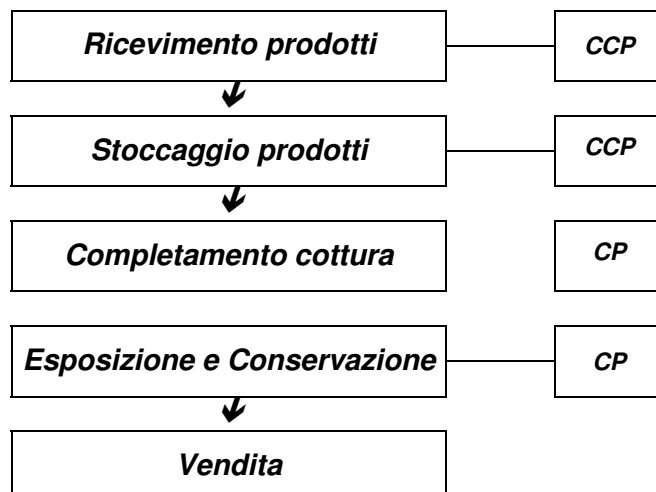 Ricevimento prodotti
CCP
Stoccaggio prodotti
CCP
Completamento cottura
CP
Esposizione e Conservazione
CP
Vendita